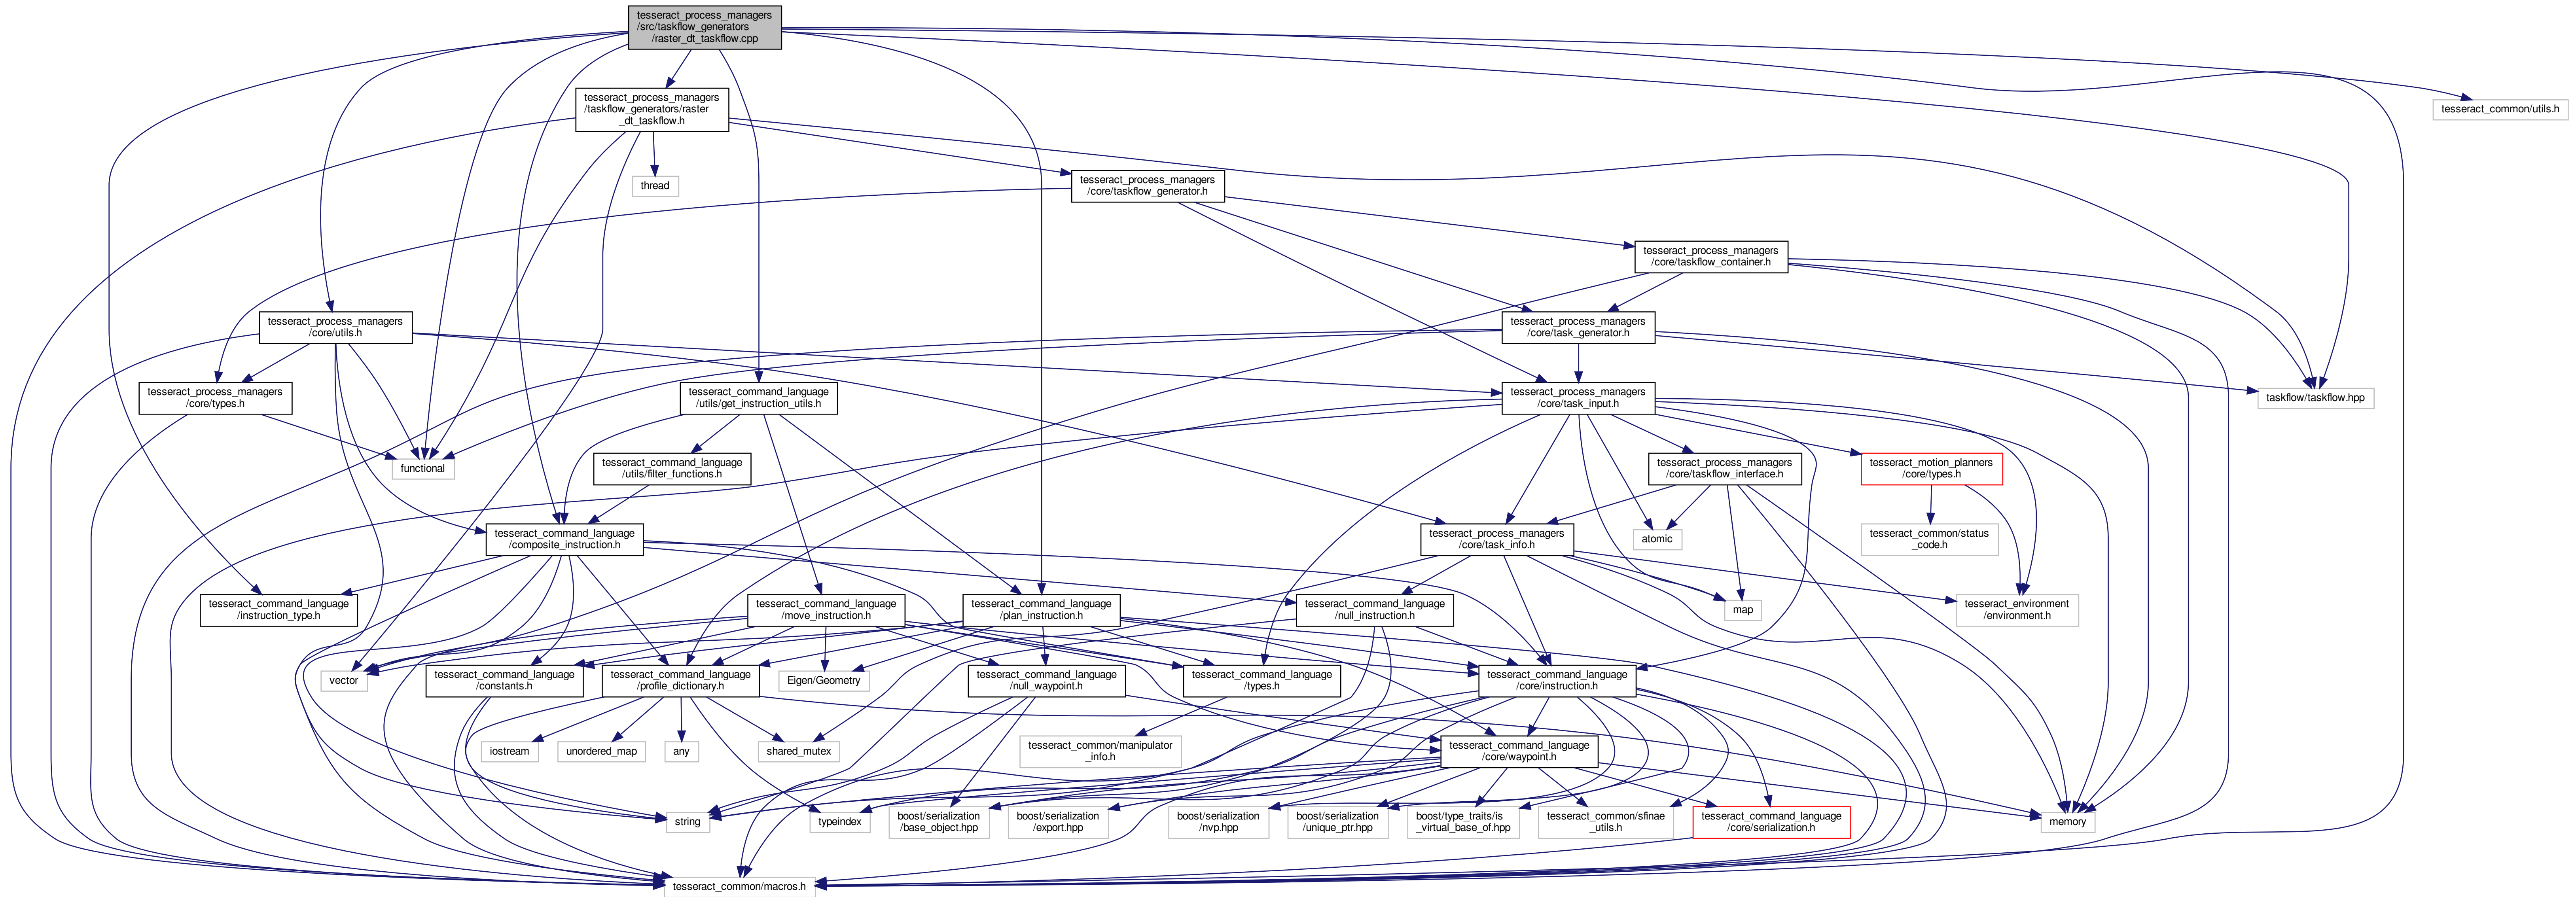 tesseract_process_managers
/src/taskflow_generators
/raster_dt_taskflow.cpp
tesseract_process_managers
/taskflow_generators/raster
_dt_taskflow.h
tesseract_common/utils.h
thread
tesseract_process_managers
/core/taskflow_generator.h
tesseract_process_managers
/core/taskflow_container.h
tesseract_process_managers
/core/utils.h
tesseract_process_managers
/core/task_generator.h
tesseract_process_managers
/core/types.h
tesseract_command_language
/utils/get_instruction_utils.h
tesseract_process_managers
/core/task_input.h
taskflow/taskflow.hpp
functional
tesseract_command_language
/utils/filter_functions.h
tesseract_process_managers
/core/taskflow_interface.h
tesseract_motion_planners
/core/types.h
tesseract_command_language
/composite_instruction.h
tesseract_process_managers
/core/task_info.h
atomic
tesseract_common/status
_code.h
tesseract_command_language
/instruction_type.h
tesseract_command_language
/move_instruction.h
tesseract_command_language
/plan_instruction.h
tesseract_command_language
/null_instruction.h
map
tesseract_environment
/environment.h
vector
tesseract_command_language
/constants.h
tesseract_command_language
/profile_dictionary.h
Eigen/Geometry
tesseract_command_language
/null_waypoint.h
tesseract_command_language
/types.h
tesseract_command_language
/core/instruction.h
iostream
unordered_map
any
shared_mutex
tesseract_common/manipulator
_info.h
tesseract_command_language
/core/waypoint.h
string
typeindex
boost/serialization
/base_object.hpp
boost/serialization
/export.hpp
boost/serialization
/nvp.hpp
boost/serialization
/unique_ptr.hpp
boost/type_traits/is
_virtual_base_of.hpp
tesseract_common/sfinae
_utils.h
tesseract_command_language
/core/serialization.h
memory
tesseract_common/macros.h